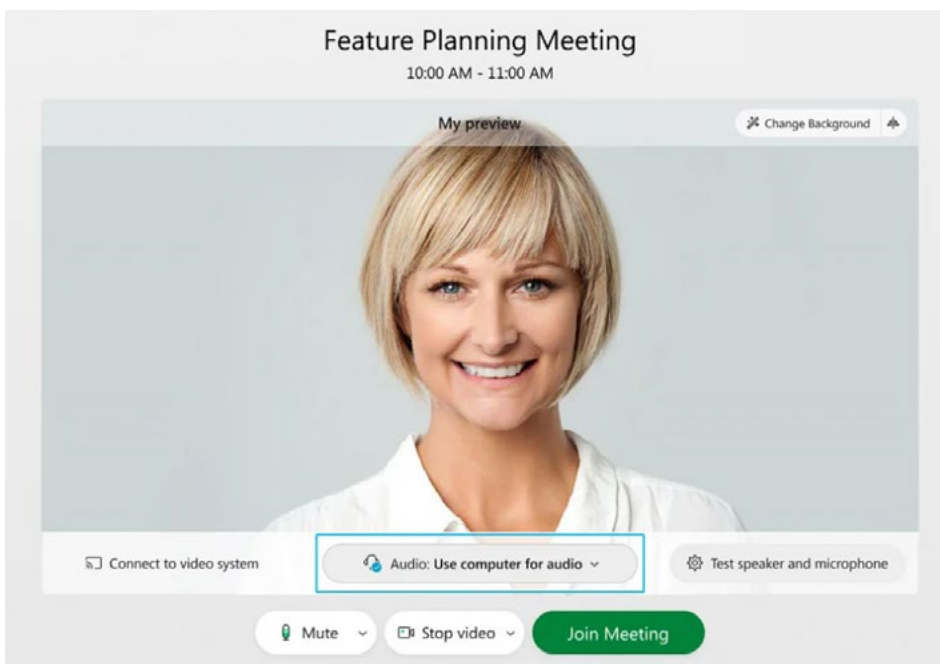 Feature Planning Meeting
10:00 AM - 11:00 AM
My preview
Change Background
Connect to video system
Audio: Use computer for audio
Test speaker and microphone
Mute
Stop video
Join Meeting